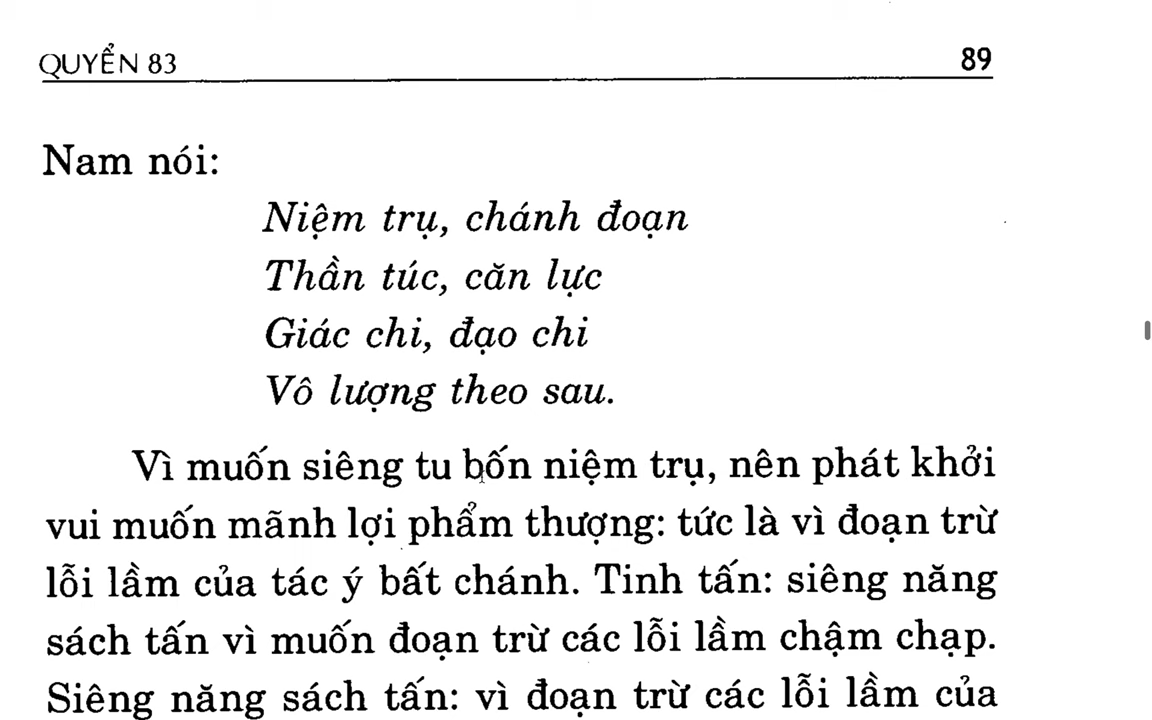 QUYỂN 83 89
Nam nói:
Niệm trụ, chánh đoạn
Thần túc, căn lực
Giác chi, đạo chi
Vô lượng theo sau.
Vì muốn siêng tu bốn niệm trụ, nên phát khởi
vui muốn mãnh lợi phẩm thượng: tức là vì đoạn trừ
lỗi lầm của tác ý bất chánh. Tinh tấn: siêng năng
sách tấn vì muốn đoạn trừ các lỗi lầm chậm chạp.
Siêng năng sách tấn: vì đoạn trừ các lỗi lầm của